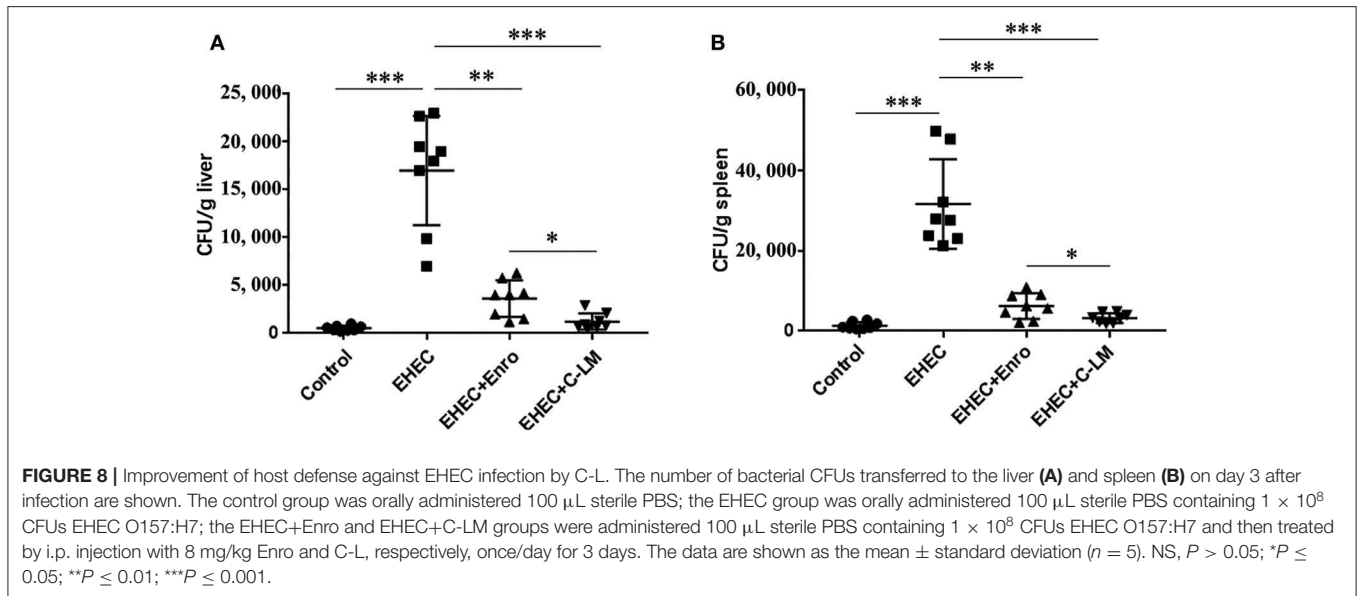 A
***
***
**
*
25, 000
20, 000
15, 000
10, 000
5, 000
0
CFU/g liver
Control
EHEC
EHEC+Enro
EHEC+C-LM
B
***
**
***
*
60, 000
40, 000
20, 000
0
CFU/g spleen
Control
EHEC
EHEC+Enro
EHEC+C-LM
FIGURE 8 | Improvement of host defense against EHEC infection by C-L. The number of bacterial CFUs transferred to the liver (A) and spleen (B) on day 3 after
infection are shown. The control group was orally administered 100 μL sterile PBS; the EHEC group was orally administered 100 μL sterile PBS containing 1 × 10⁸
CFUs EHEC O157:H7; the EHEC+Enro and EHEC+C-LM groups were administered 100 μL sterile PBS containing 1 × 10⁸ CFUs EHEC O157:H7 and then treated
by i.p. injection with 8 mg/kg Enro and C-L, respectively, once/day for 3 days. The data are shown as the mean ± standard deviation (n = 5). NS, P > 0.05; *P ≤
0.05; **P ≤ 0.01; ***P ≤ 0.001.